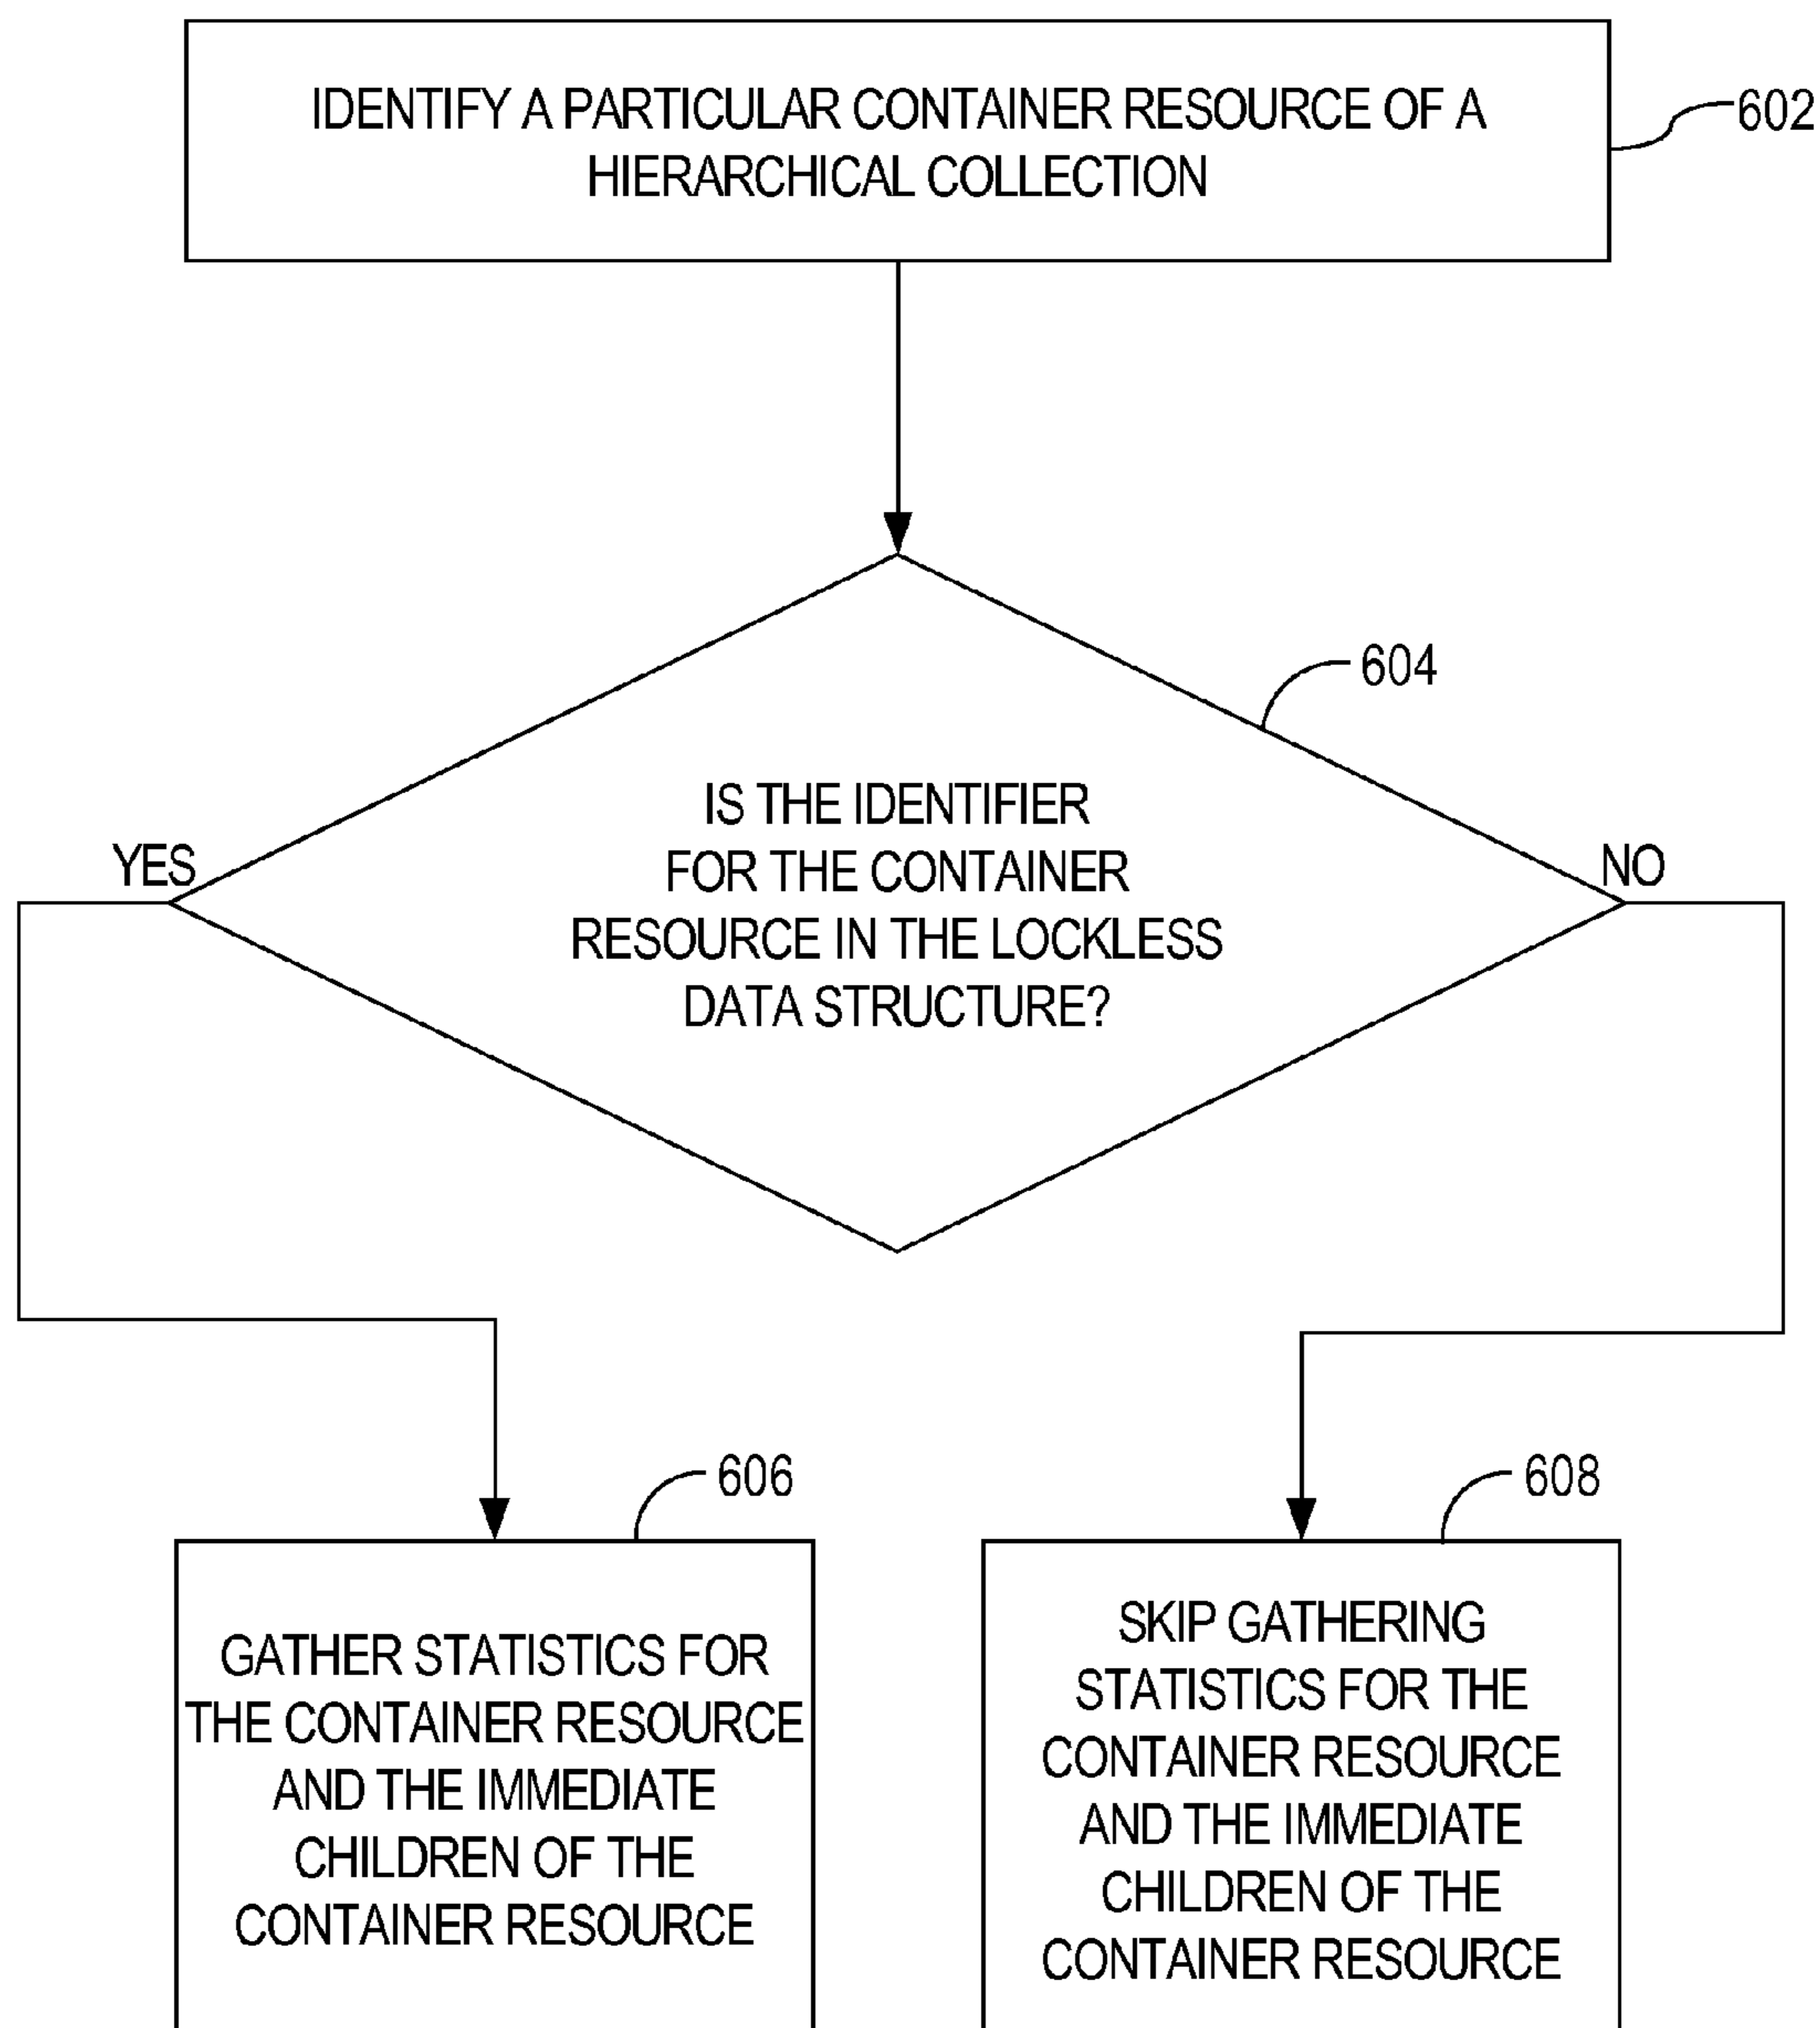 IDENTIFY A PARTICULAR CONTAINER RESOURCE OF A
HIERARCHICAL COLLECTION
602
604
IS THE IDENTIFIER
FOR THE CONTAINER
RESOURCE IN THE LOCKLESS
DATA STRUCTURE?
YES
NO
606
GATHER STATISTICS FOR
THE CONTAINER RESOURCE
AND THE IMMEDIATE
CHILDREN OF THE
CONTAINER RESOURCE
608
SKIP GATHERING
STATISTICS FOR THE
CONTAINER RESOURCE
AND THE IMMEDIATE
CHILDREN OF THE
CONTAINER RESOURCE